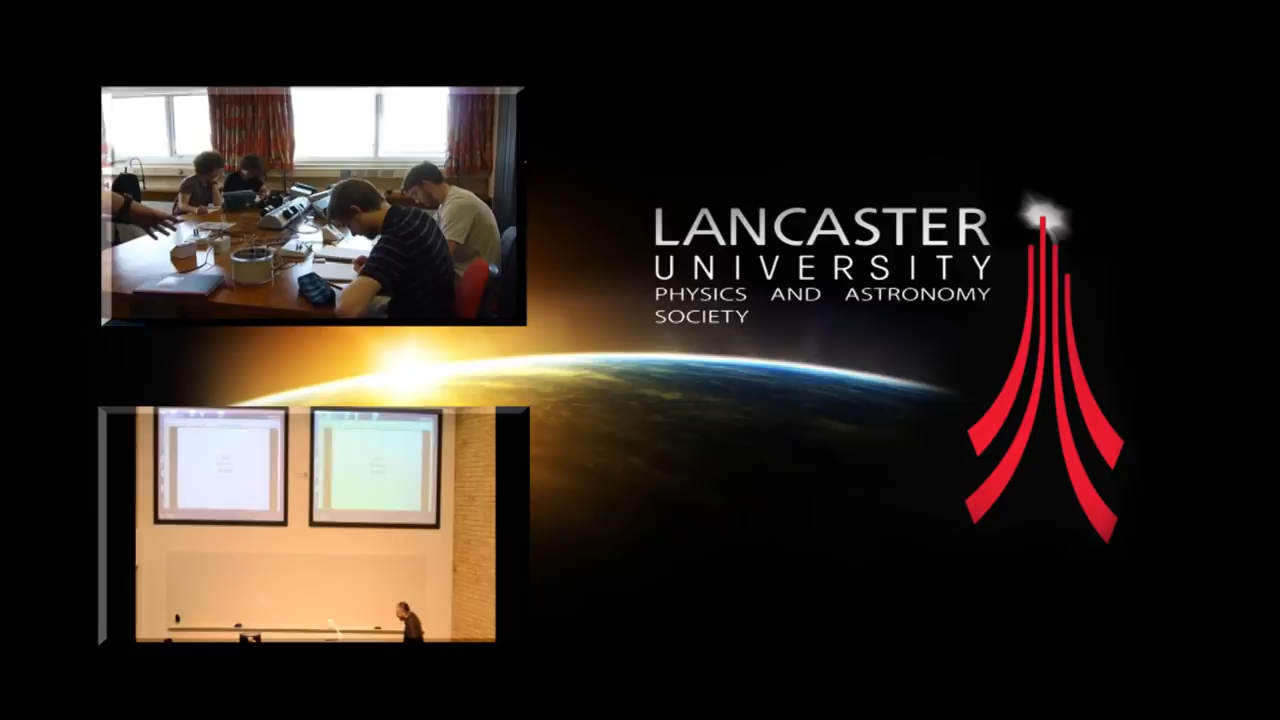 LANCASTER
UNIVERSITY
PHYSICS AND ASTRONOMY
SOCIETY